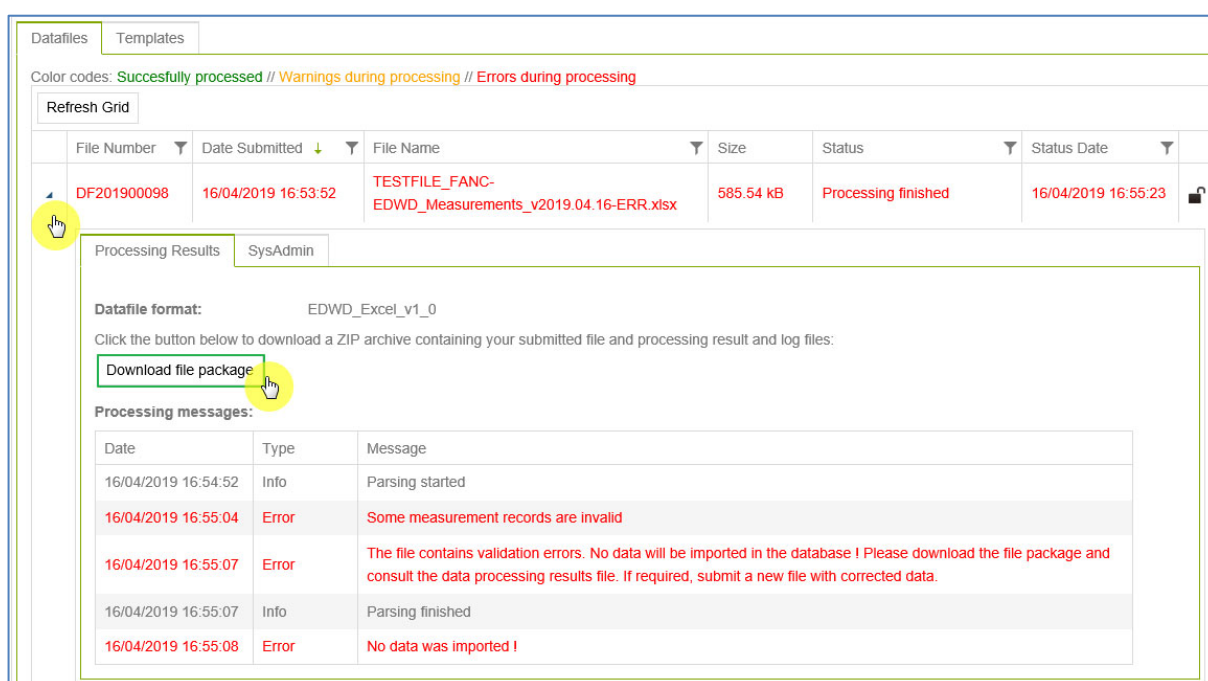 Datafiles Templates
Color codes: Succesfully processed // Warnings during processing // Errors during processing
Refresh Grid
File Number Date Submitted ↓ File Name Size Status Status Date
DF201900098 16/04/2019 16:53:52 TESTFILE_FANC-
EDWD_Measurements_v2019.04.16-ERR.xlsx 585.54 kB Processing finished 16/04/2019 16:55:23
Processing Results SysAdmin
Datafile format: EDWD_Excel_v1_0
Click the button below to download a ZIP archive containing your submitted file and processing result and log files:
Download file package
Processing messages:
Date Type Message
16/04/2019 16:54:52 Info Parsing started
16/04/2019 16:55:04 Error Some measurement records are invalid
16/04/2019 16:55:07 Error The file contains validation errors. No data will be imported in the database ! Please download the file package and
consult the data processing results file. If required, submit a new file with corrected data.
16/04/2019 16:55:07 Info Parsing finished
16/04/2019 16:55:08 Error No data was imported !